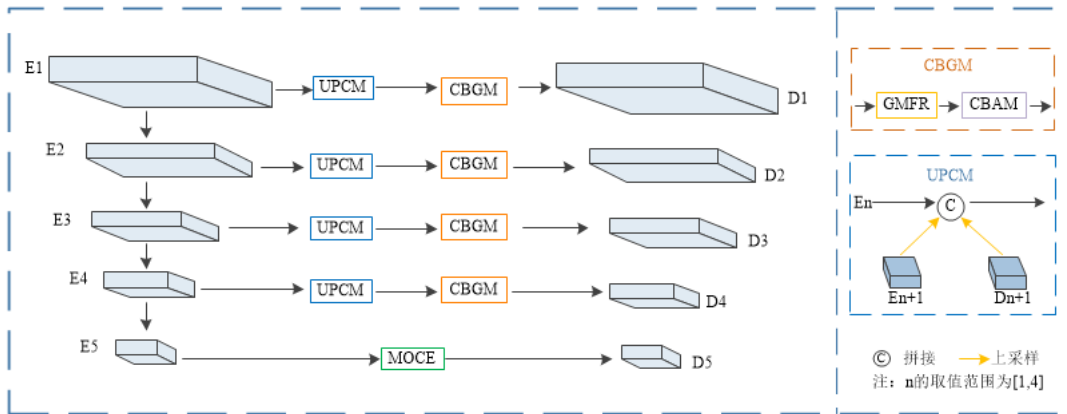 E1
UPCM
CBGM
D1
E2
UPCM
CBGM
D2
E3
UPCM
CBGM
D3
E4
UPCM
CBGM
D4
E5
MOCE
D5
CBGM
GMFR
CBAM
UPCM
En
C
En+1
Dn+1
C 拼接
上采样
注：n的取值范围为[1,4]